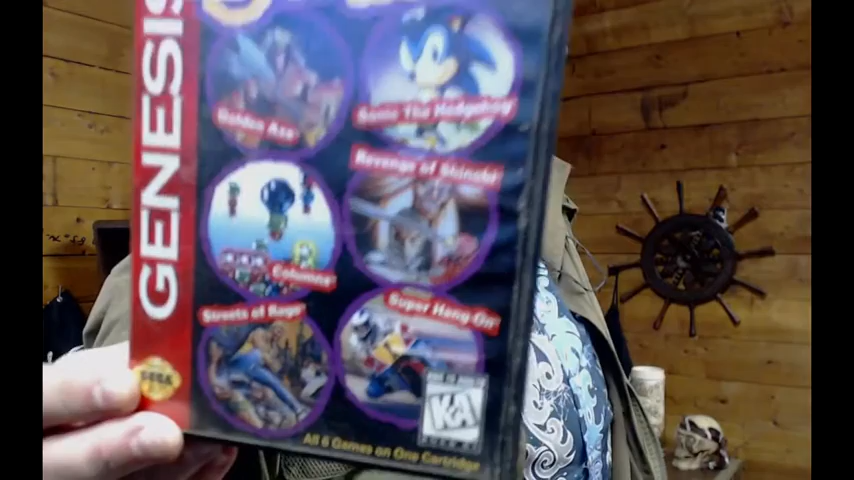 GENESIS
Golden Axe
Sonic The Hedgehog
Revenge of Shinobi
Columns
Streets of Rage
Super Hang-On
SEGA
K-A
All 6 Games on One Cartridge